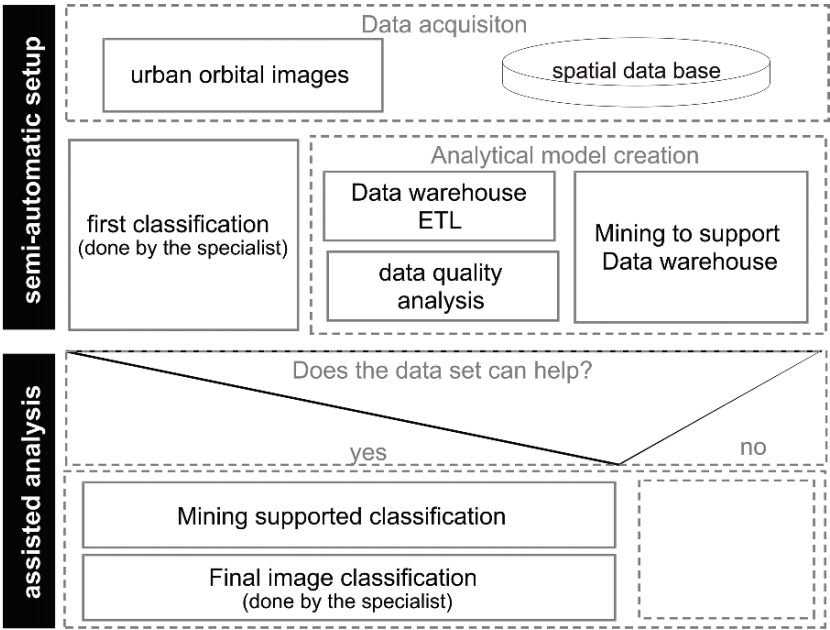 semi-automatic setup
Data acquisiton
urban orbital images
spatial data base
first classification
(done by the specialist)
Analytical model creation
Data warehouse
ETL
data quality
analysis
Mining to support
Data warehouse
assisted analysis
Does the data set can help?
yes
no
Mining supported classification
Final image classification
(done by the specialist)